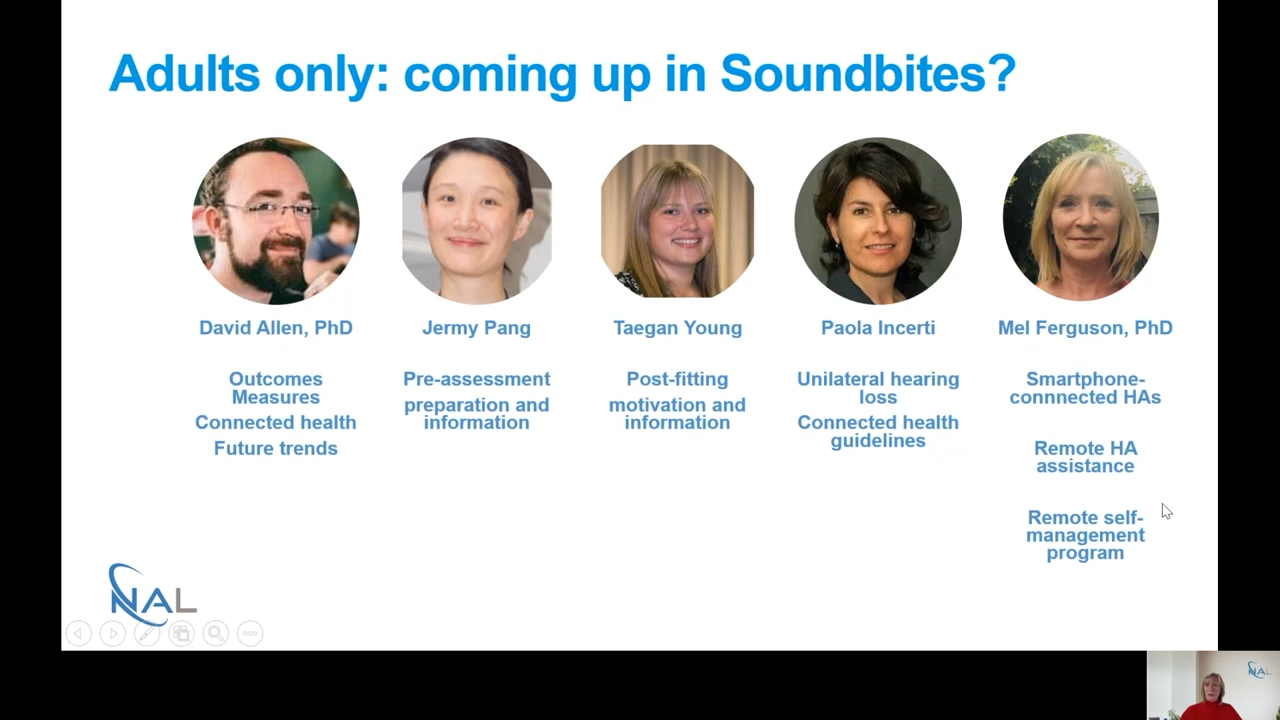 Adults only: coming up in Soundbites?
David Allen, PhD
Outcomes
Measures
Connected health
Future trends
Jermy Pang
Pre-assessment
preparation and
information
Taegan Young
Post-fitting
motivation and
information
Paola Incerti
Unilateral hearing
loss
Connected health
guidelines
Mel Ferguson, PhD
Smartphone-
connnected HAs
Remote HA
assistance
Remote self-
management
program
NAL
NAL